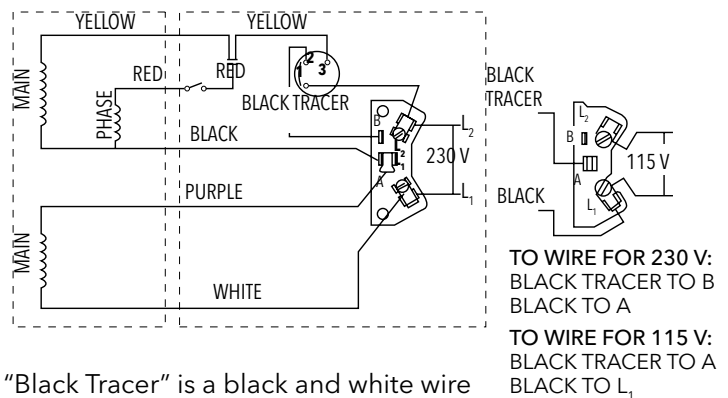 YELLOW
YELLOW
MAIN
RED
RED
PHASE
2
1
3
BLACK TRACER
BLACK
B
L2
L1
A
L₂
230 V
L₁
PURPLE
MAIN
WHITE
BLACK
TRACER
L₂
B
115 V
A
BLACK
L₁
TO WIRE FOR 230 V:
BLACK TRACER TO B
BLACK TO A
TO WIRE FOR 115 V:
BLACK TRACER TO A
BLACK TO L₁
“Black Tracer” is a black and white wire